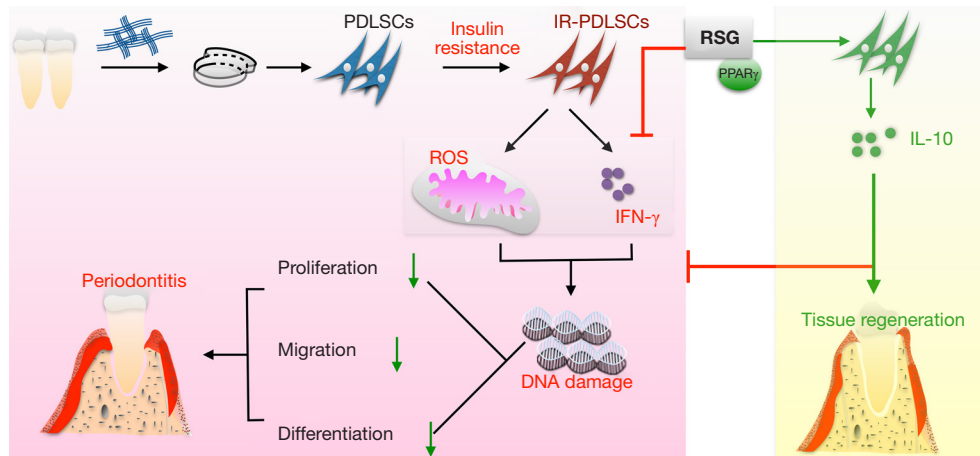 PDLSCs
Insulin
resistance
IR-PDLSCs
RSG
PPARγ
IL-10
ROS
IFN-γ
Proliferation
Periodontitis
Tissue regeneration
Migration
DNA damage
Differentiation